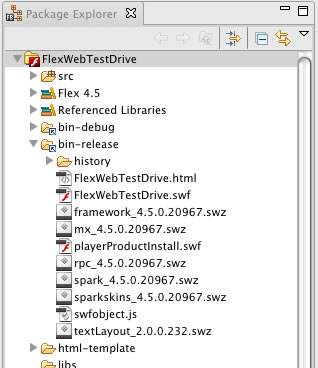 Package Explorer
FlexWebTestDrive
src
Flex 4.5
Referenced Libraries
bin-debug
bin-release
history
FlexWebTestDrive.html
FlexWebTestDrive.swf
framework_4.5.0.20967.swz
mx_4.5.0.20967.swz
playerProductInstall.swf
rpc_4.5.0.20967.swz
spark_4.5.0.20967.swz
sparkskins_4.5.0.20967.swz
swfobject.js
textLayout_2.0.0.232.swz
html-template
libs